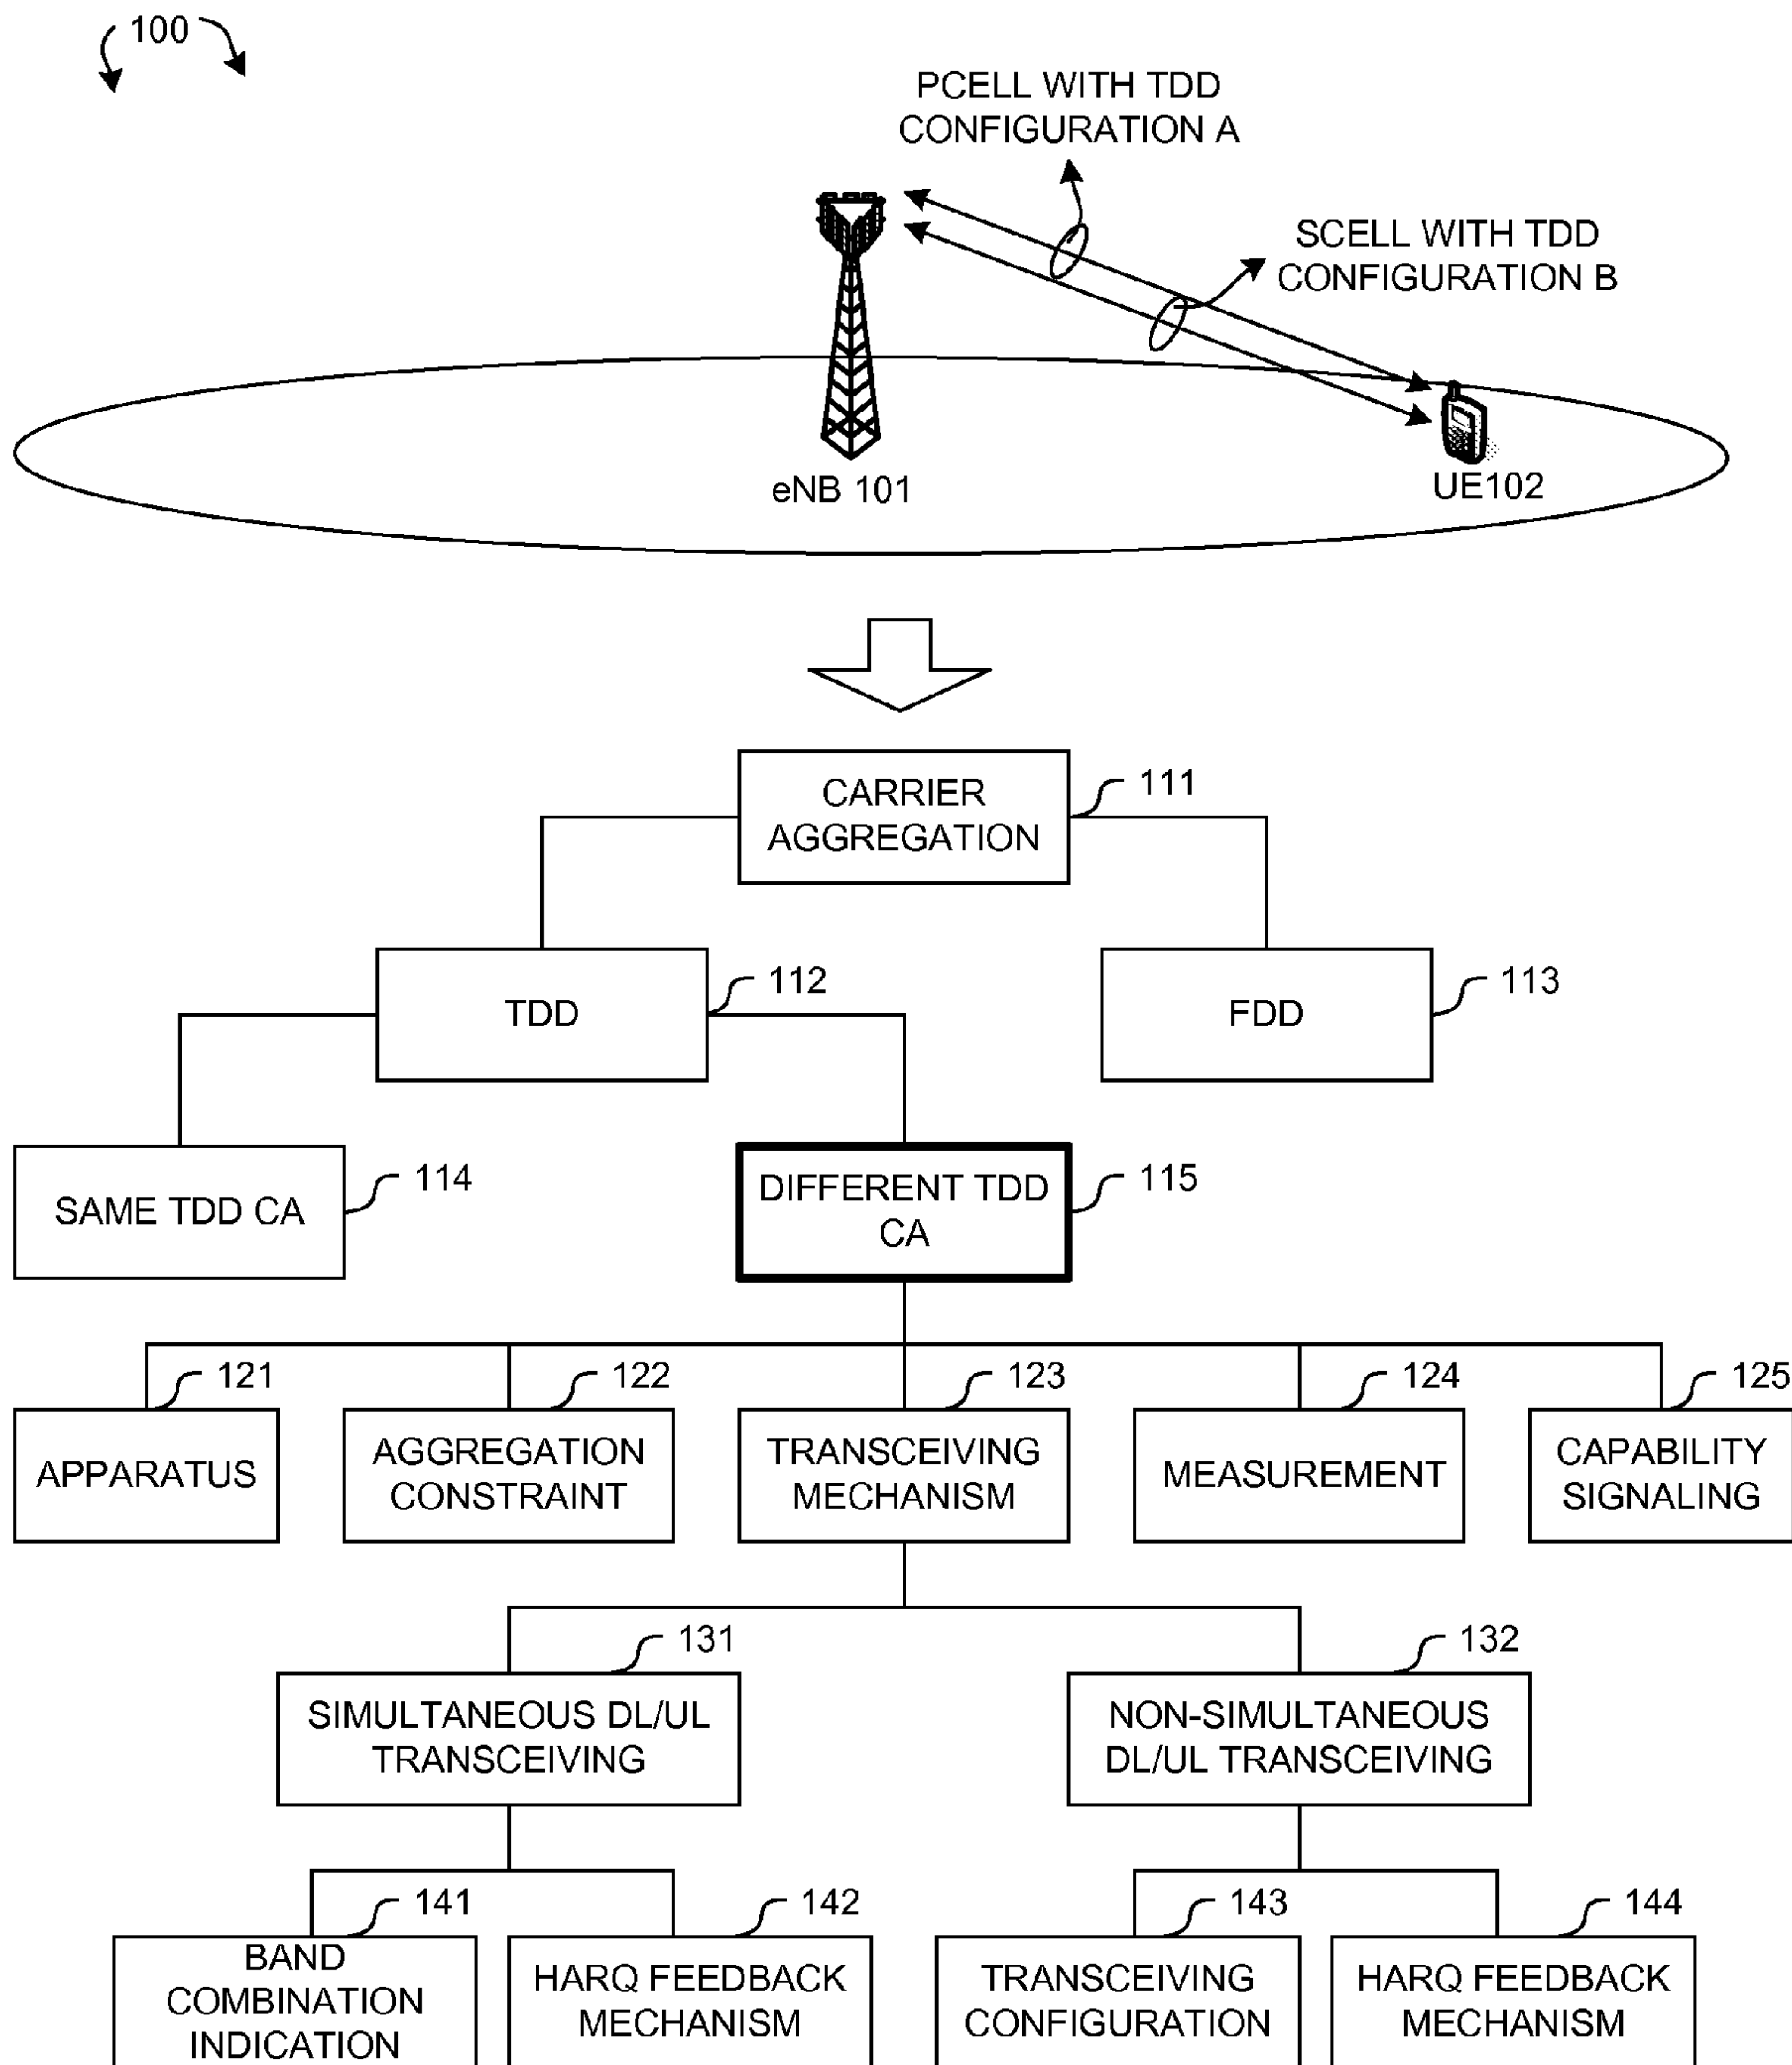 100
PCELL WITH TDD
CONFIGURATION A
SCELL WITH TDD
CONFIGURATION B
eNB 101
UE102
CARRIER
AGGREGATION
111
TDD
112
FDD
113
SAME TDD CA
114
DIFFERENT TDD
CA
115
121
122
123
124
125
APPARATUS
AGGREGATION
CONSTRAINT
TRANSCEIVING
MECHANISM
MEASUREMENT
CAPABILITY
SIGNALING
131
132
SIMULTANEOUS DL/UL
TRANSCEIVING
NON-SIMULTANEOUS
DL/UL TRANSCEIVING
141
142
143
144
BAND
COMBINATION
INDICATION
HARQ FEEDBACK
MECHANISM
TRANSCEIVING
CONFIGURATION
HARQ FEEDBACK
MECHANISM